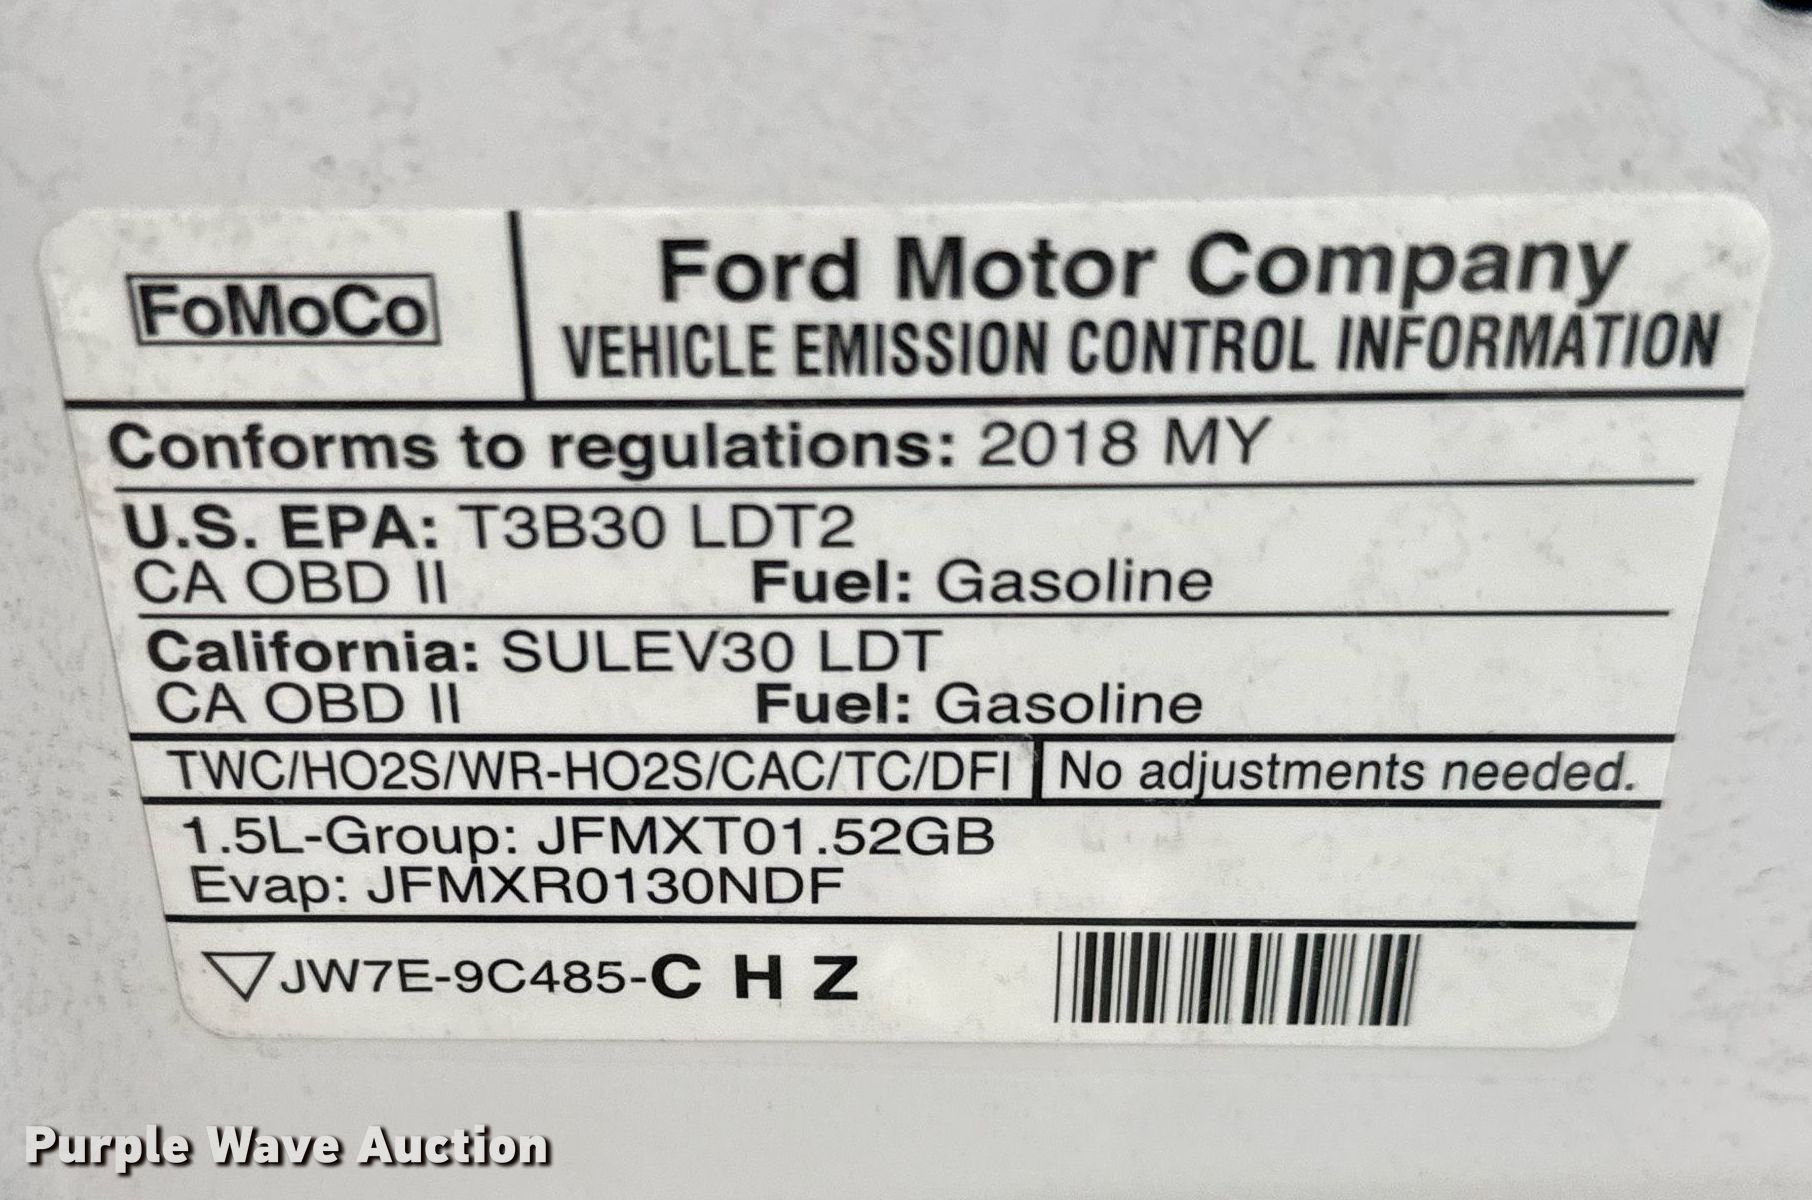 FoMoCo
Ford Motor Company
VEHICLE EMISSION CONTROL INFORMATION
Conforms to regulations: 2018 MY
U.S. EPA: T3B30 LDT2
CA OBD II Fuel: Gasoline
California: SULEV30 LDT
CA OBD II Fuel: Gasoline
TWC/HO2S/WR-HO2S/CAC/TC/DFI No adjustments needed.
1.5L-Group: JFMXT01.52GB
Evap: JFMXR0130NDF
JW7E-9C485-C H Z
Purple Wave Auction